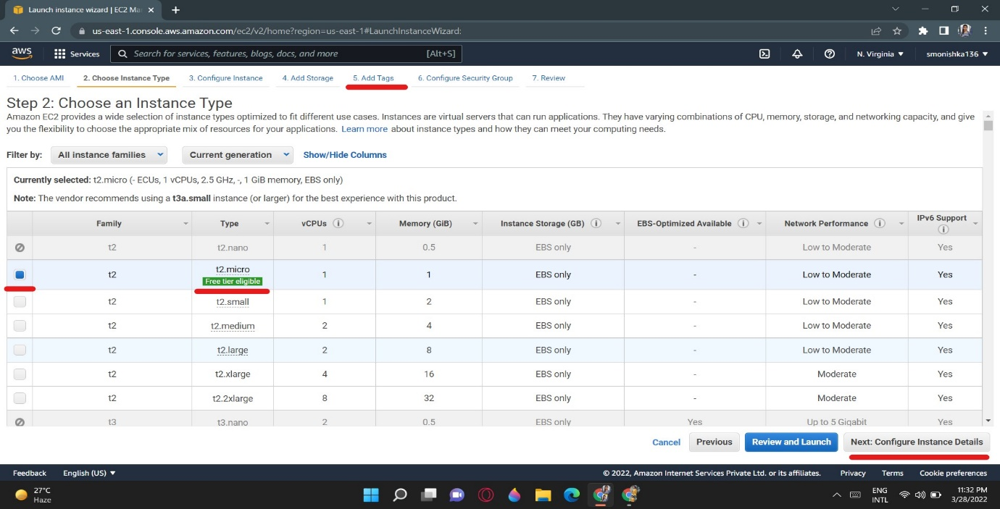 Launch instance wizard | EC2 Ma
us-east-1.console.aws.amazon.com/ec2/v2/home?region=us-east-1#LaunchInstanceWizard:
aws Services Search for services, features, blogs, docs, and more [Alt+S] N. Virginia smonishka136
1. Choose AMI 2. Choose Instance Type 3. Configure Instance 4. Add Storage 5. Add Tags 6. Configure Security Group 7. Review
Step 2: Choose an Instance Type
Amazon EC2 provides a wide selection of instance types optimized to fit different use cases. Instances are virtual servers that can run applications. They have varying combinations of CPU, memory, storage, and networking capacity, and give
you the flexibility to choose the appropriate mix of resources for your applications. Learn more about instance types and how they can meet your computing needs.
Filter by: All instance families Current generation Show/Hide Columns
Currently selected: t2.micro (- ECUs, 1 vCPUs, 2.5 GHz, -, 1 GiB memory, EBS only)
Note: The vendor recommends using a t3a.small instance (or larger) for the best experience with this product.
Family Type vCPUs Memory (GiB) Instance Storage (GB) EBS-Optimized Available Network Performance IPv6 Support
t2 t2.nano 1 0.5 EBS only - Low to Moderate Yes
t2 t2.micro 1 1 EBS only - Low to Moderate Yes
Free tier eligible
t2 t2.small 1 2 EBS only - Low to Moderate Yes
t2 t2.medium 2 4 EBS only - Low to Moderate Yes
t2 t2.large 2 8 EBS only - Low to Moderate Yes
t2 t2.xlarge 4 16 EBS only - Moderate Yes
t2 t2.2xlarge 8 32 EBS only - Moderate Yes
t3 t3.nano 2 0.5 EBS only Yes Up to 5 Gigabit Yes
Cancel Previous Review and Launch Next: Configure Instance Details
Feedback English (US) © 2022, Amazon Internet Services Private Ltd. or its affiliates. Privacy Terms Cookie preferences
27°C ENG 11:32 PM
Haze INTL 3/28/2022